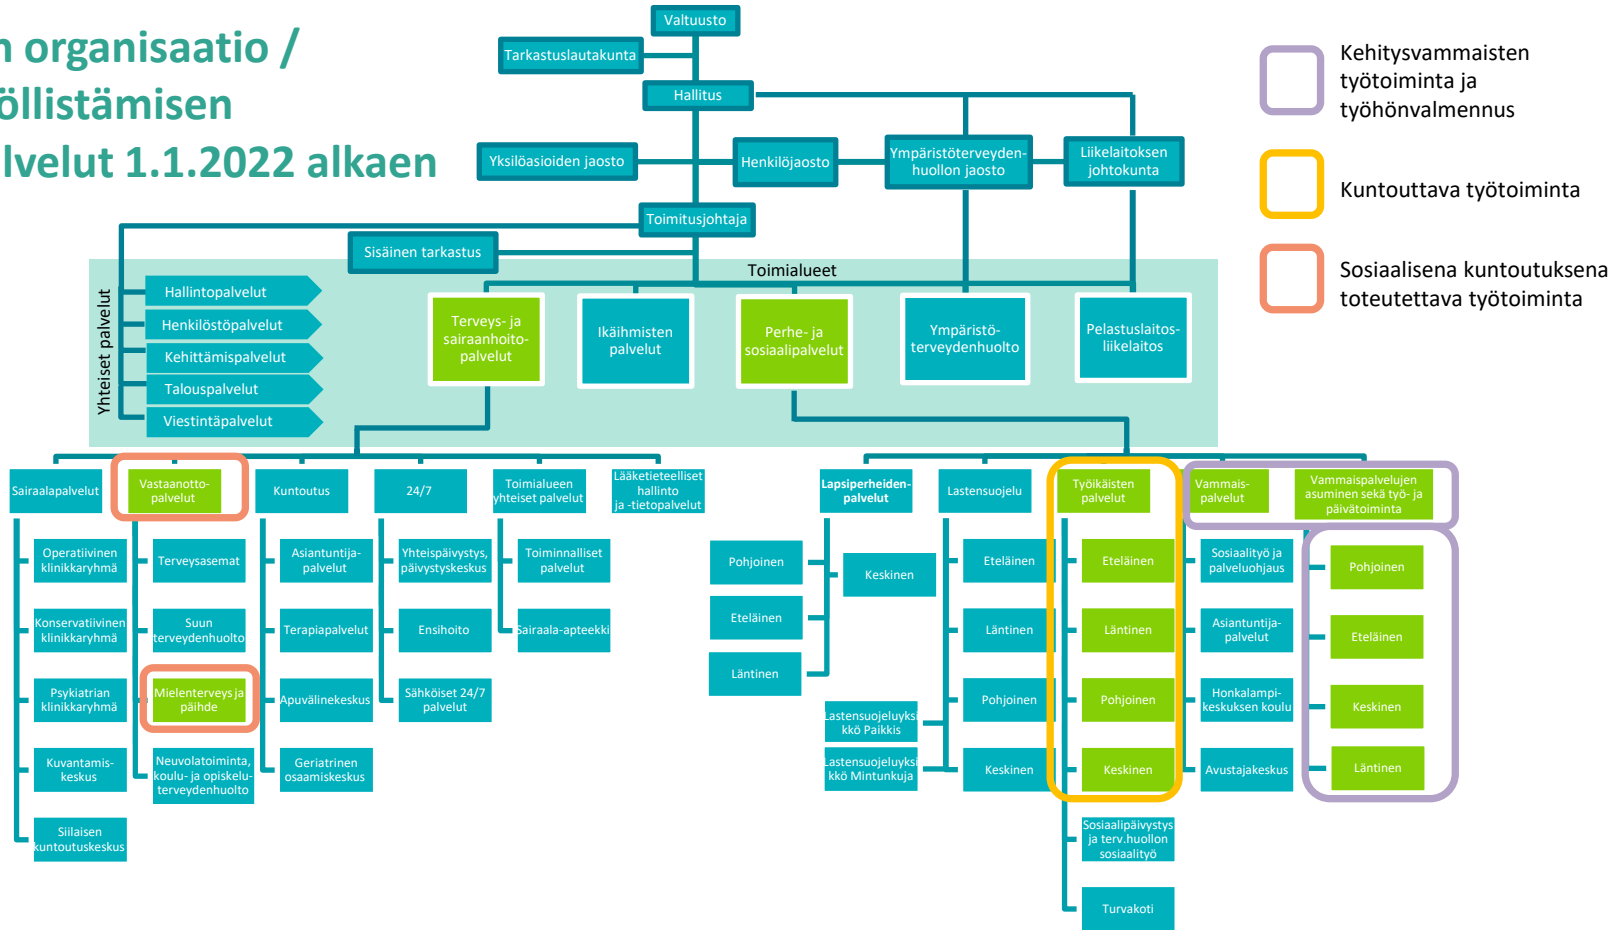 n organisaatio /
öllistämisen
lvelut 1.1.2022 alkaen
Valtuusto
Tarkastuslautakunta
Hallitus
Yksilöasioiden jaosto
Henkilöjaosto
Ympäristöterveyden-
huollon jaosto
Liikelaitoksen
johtokunta
Toimitusjohtaja
Sisäinen tarkastus
Kehitysvammaisten
työtoiminta ja
työhönvalmennus
Kuntouttava työtoiminta
Sosiaalisena kuntoutuksena
toteutettava työtoiminta
Toimialueet
Yhteiset palvelut
Hallintopalvelut
Henkilöstöpalvelut
Kehittämispalvelut
Talouspalvelut
Viestintäpalvelut
Terveys- ja
sairaanhoito-
palvelut
Ikäihmisten
palvelut
Perhe- ja
sosiaalipalvelut
Ympäristö-
terveydenhuolto
Pelastuslaitos-
liikelaitos
Sairaalapalvelut
Vastaanotto-
palvelut
Kuntoutus
24/7
Toimialueen
yhteiset palvelut
Lääketieteelliset
hallinto
ja -tietopalvelut
Lapsiperheiden-
palvelut
Lastensuojelu
Työikäisten
palvelut
Vammais-
palvelut
Vammaispalvelujen
asuminen sekä työ- ja
päivätoiminta
Operatiivinen
klinikkaryhmä
Konservatiivinen
klinikkaryhmä
Psykiatrian
klinikkaryhmä
Kuvantamis-
keskus
Siilaisen
kuntoutuskeskus
Terveysasemat
Suun
terveydenhuolto
Mielenterveys ja
päihde
Neuvolatoiminta,
koulu- ja opiskelu-
terveydenhuolto
Asiantuntija-
palvelut
Terapiapalvelut
Apuvälinekeskus
Geriatrinen
osaamiskeskus
Yhteispäivystys,
päivystyskeskus
Ensihoito
Sähköiset 24/7
palvelut
Toiminnalliset
palvelut
Sairaala-apteekki
Pohjoinen
Keskinen
Eteläinen
Läntinen
Eteläinen
Läntinen
Pohjoinen
Keskinen
Lastensuojeluyksi
kkö Paikkis
Lastensuojeluyksi
kkö Mintunkuja
Eteläinen
Läntinen
Pohjoinen
Keskinen
Sosiaalipäivystys
ja terv.huollon
sosiaalityö
Turvakoti
Sosiaalityö ja
palveluohjaus
Asiantuntija-
palvelut
Honkalampi-
keskuksen koulu
Avustajakeskus
Pohjoinen
Eteläinen
Keskinen
Läntinen